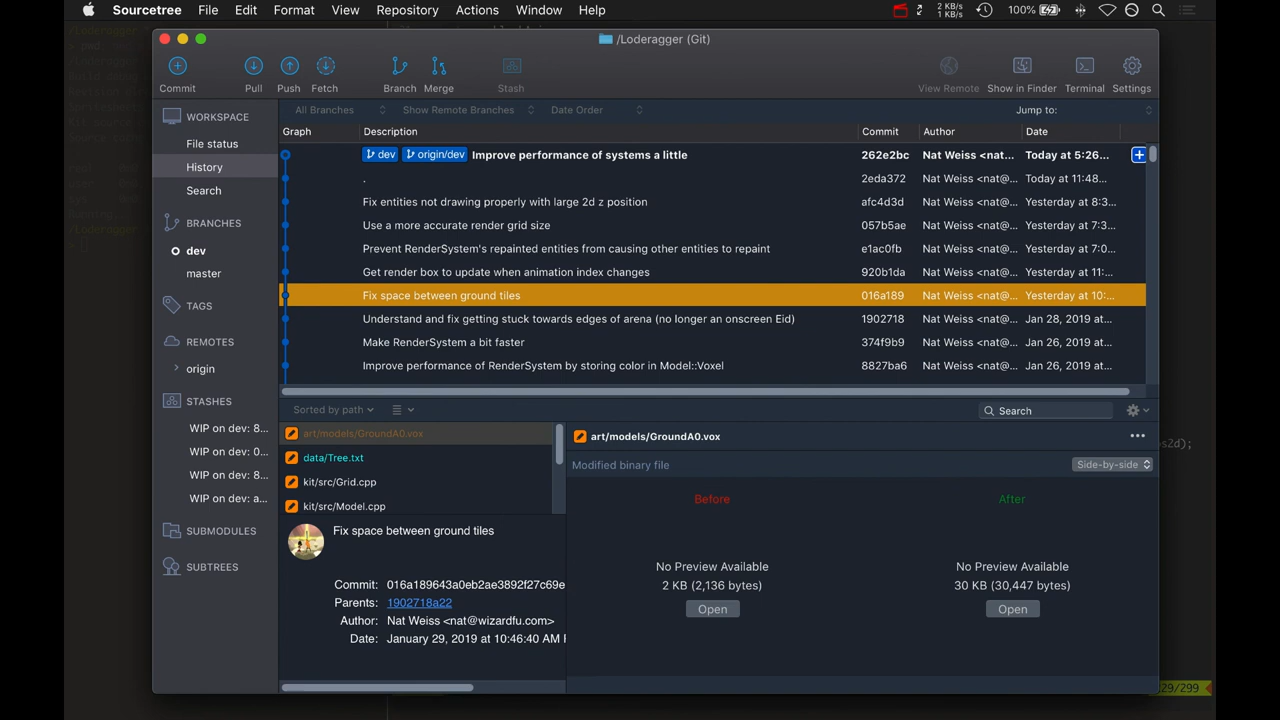 Sourcetree File Edit Format View Repository Actions Window Help 2 KB/s 1 KB/s 100%
/Loderagger (Git)
Commit Pull Push Fetch Branch Merge Stash View Remote Show in Finder Terminal Settings
WORKSPACE
File status
History
Search
BRANCHES
dev
master
TAGS
REMOTES
origin
STASHES
WIP on dev: 8...
WIP on dev: 0...
WIP on dev: 8...
WIP on dev: a...
SUBMODULES
SUBTREES
All Branches Show Remote Branches Date Order Jump to:
Graph Description Commit Author Date
dev origin/dev Improve performance of systems a little 262e2bc Nat Weiss <nat... Today at 5:26...
. 2eda372 Nat Weiss <n@... Today at 11:48...
Fix entities not drawing properly with large 2d z position afc4d3d Nat Weiss <n@... Yesterday at 8:3...
Use a more accurate render grid size 057b5ae Nat Weiss <n@... Yesterday at 7:3...
Prevent RenderSystem's repainted entities from causing other entities to repaint e1ac0fb Nat Weiss <n@... Yesterday at 7:0...
Get render box to update when animation index changes 920b1da Nat Weiss <n@... Yesterday at 11:...
Fix space between ground tiles 016a189 Nat Weiss <nat@... Yesterday at 10:...
Understand and fix getting stuck towards edges of arena (no longer an onscreen Eid) 1902718 Nat Weiss <n@... Jan 28, 2019 at...
Make RenderSystem a bit faster 374f9b9 Nat Weiss <n@... Jan 26, 2019 at...
Improve performance of RenderSystem by storing color in Model::Voxel 8827ba6 Nat Weiss <n@... Jan 26, 2019 at...
Sorted by path Search
art/models/GroundA0.vox
data/Tree.txt
kit/src/Grid.cpp
kit/src/Model.cpp
Fix space between ground tiles
Commit: 016a189643a0eb2ae3892f27c69e
Parents: 1902718a22
Author: Nat Weiss <nat@wizardfu.com>
Date: January 29, 2019 at 10:46:40 AM
art/models/GroundA0.vox
Modified binary file Side-by-side
Before After
No Preview Available No Preview Available
2 KB (2,136 bytes) 30 KB (30,447 bytes)
Open Open
29/299